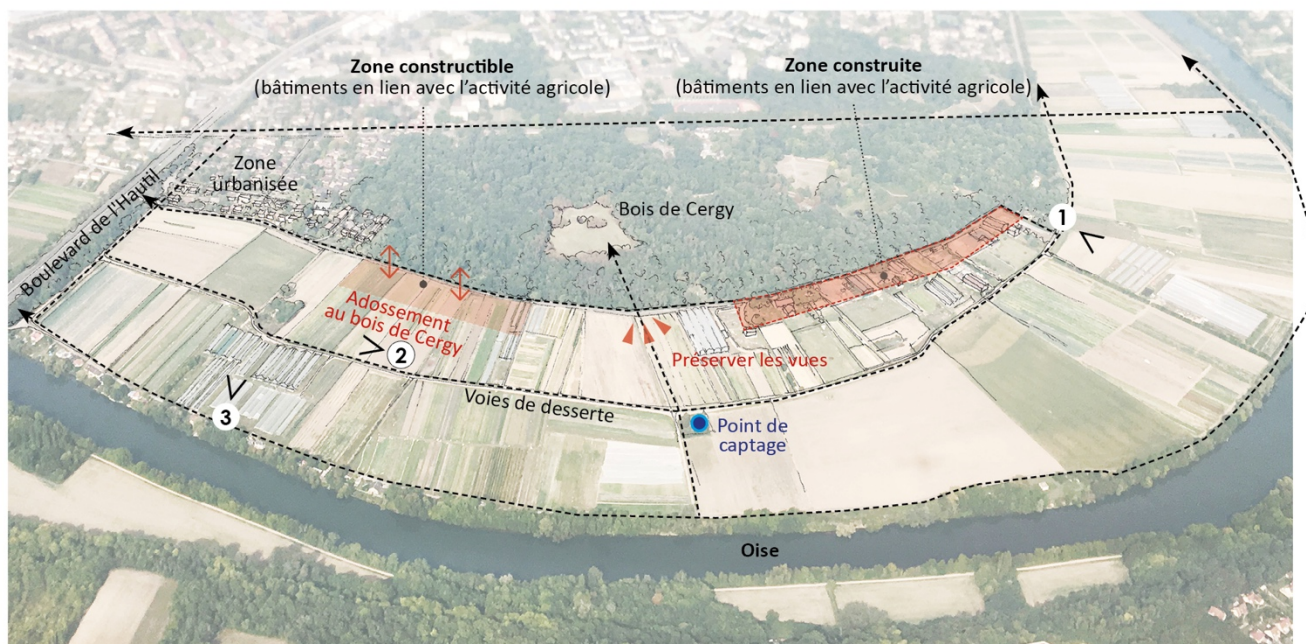 Zone constructible
(bâtiments en lien avec l'activité agricole)
Zone construite
(bâtiments en lien avec l'activité agricole)
Zone
urbanisée
Boulevard de l'Hautil
Bois de Cergy
1
Adossement
au bois de Cergy
2
Préserver les vues
3
Voies de desserte
Point de
captage
Oise